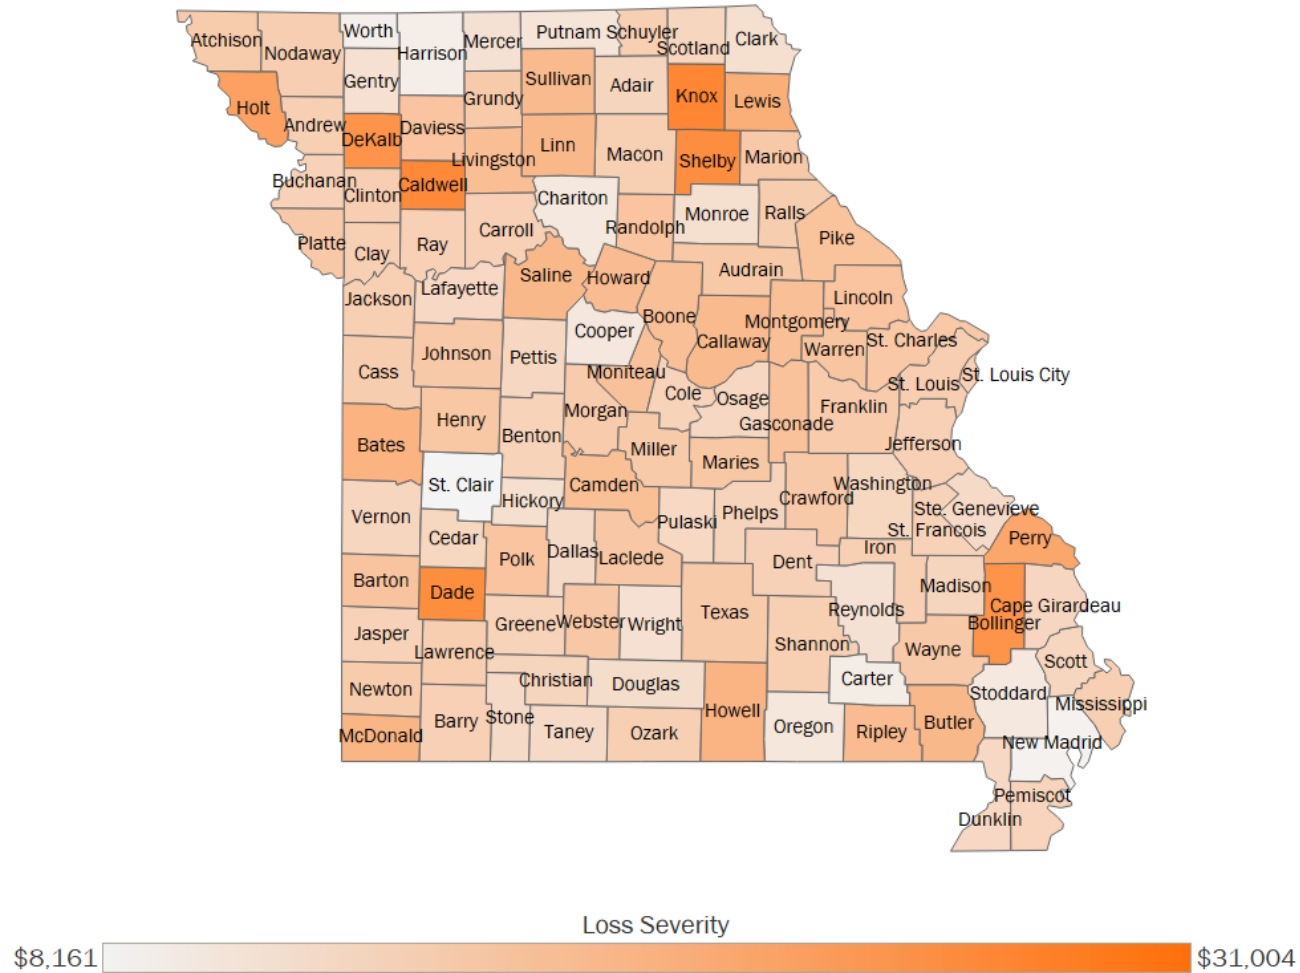 Atchison
Nodaway
Worth
Harrison
Mercer
Putnam
Schuyler
Scotland
Clark
Gentry
Holt
Andrew
DeKalb
Daviess
Grundy
Sullivan
Adair
Knox
Lewis
Linn
Macon
Shelby
Marion
Livingston
Buchanan
Clinton
Caldwell
Chariton
Monroe
Ralls
Randolph
Pike
Platte
Clay
Ray
Carroll
Saline
Howard
Audrain
Jackson
Lafayette
Boone
Lincoln
Cooper
Callaway
Montgomery
Warren
St. Charles
Johnson
Pettis
Cass
Moniteau
St. Louis
St. Louis City
Cole
Osage
Franklin
Morgan
Henry
Gasconade
Benton
Bates
Miller
Jefferson
Maries
St. Clair
Camden
Washington
Crawford
Hickory
Vernon
Pulaski
Phelps
Ste. Genevieve
St. Francois
Cedar
Dallas
Polk
Laclede
Iron
Perry
Dent
Barton
Dade
Madison
Cape Girardeau
Bollinger
Texas
Reynolds
Greene
Webster
Wright
Jasper
Lawrence
Shannon
Wayne
Scott
Christian
Douglas
Carter
Newton
Stoddard
Mississippi
Howell
McDonald
Barry
Stone
Taney
Ozark
Oregon
Ripley
Butler
New Madrid
Pemiscot
Dunklin
Loss Severity
$8,161
$31,004